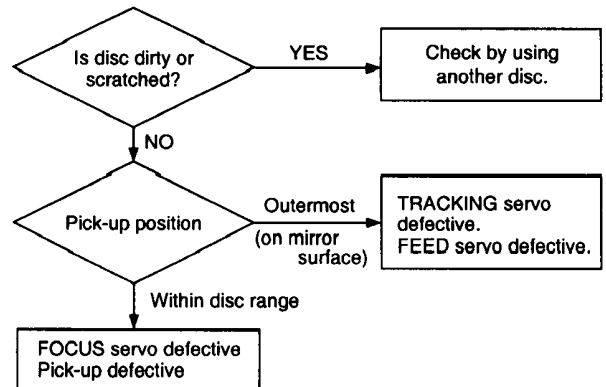 Is disc dirty or
scratched?
YES
Check by using
another disc.
NO
Pick-up position
Outermost
(on mirror
surface)
TRACKING servo
defective.
FEED servo defective.
Within disc range
FOCUS servo defective
Pick-up defective